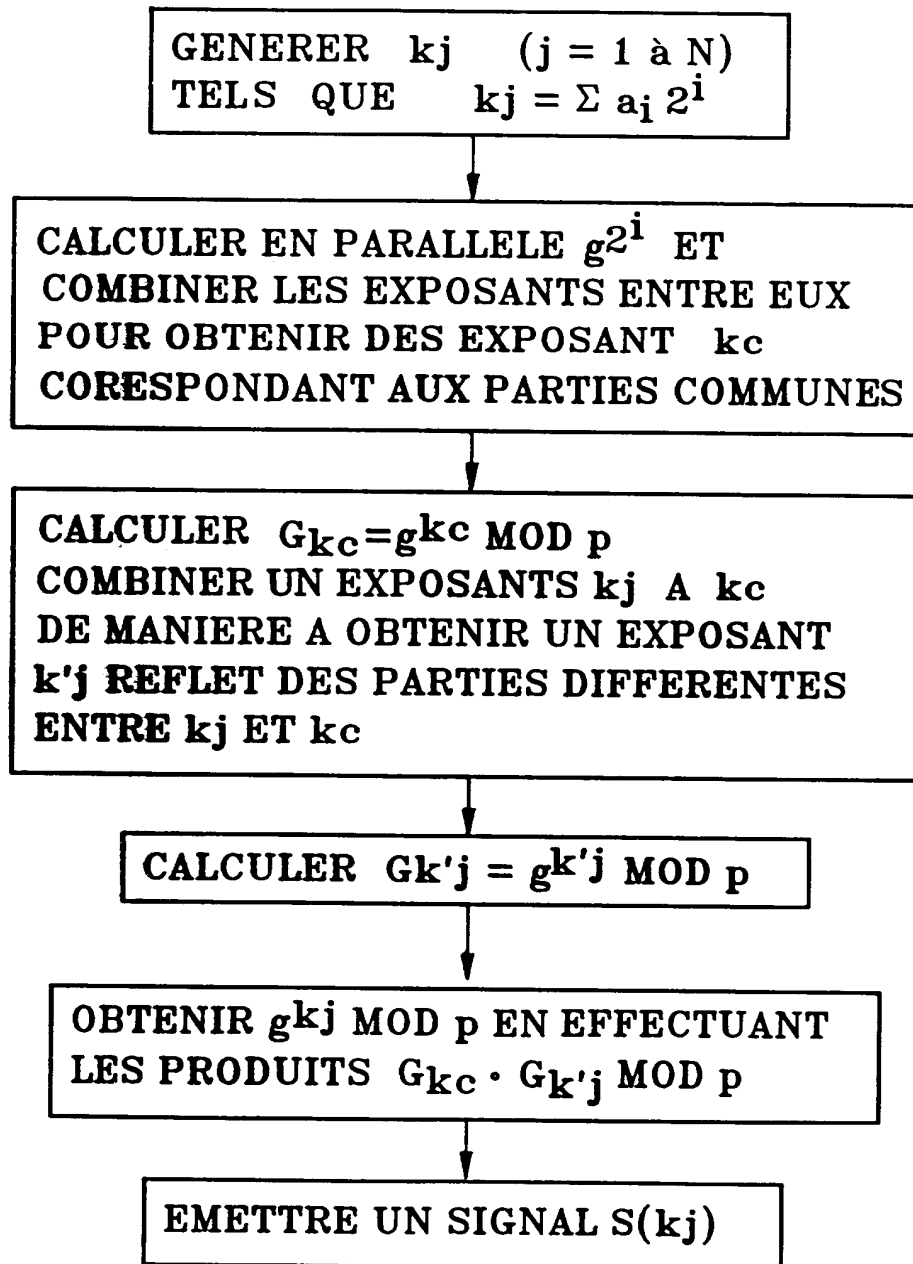 GENERER kj (j = 1 à N)
TELS QUE kj = Σ aᵢ 2ⁱ
CALCULER EN PARALLELE g²ⁱ ET
COMBINER LES EXPOSANTS ENTRE EUX
POUR OBTENIR DES EXPOSANT kc
CORESPONDANT AUX PARTIES COMMUNES
CALCULER Gkc=gkc MOD p
COMBINER UN EXPOSANTS kj A kc
DE MANIERE A OBTENIR UN EXPOSANT
k'j REFLET DES PARTIES DIFFERENTES
ENTRE kj ET kc
CALCULER Gk'j = gk'j MOD p
OBTENIR gkj MOD p EN EFFECTUANT
LES PRODUITS Gkc · Gk'j MOD p
EMETTRE UN SIGNAL S(kj)